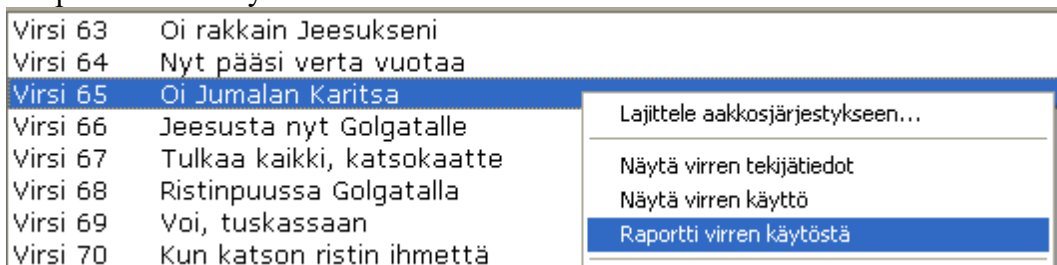 Virsi 63 Oi rakkain Jeesukseni
Virsi 64 Nyt pääsi verta vuotaa
Virsi 65 Oi Jumalan Karitsa
Virsi 66 Jeesusta nyt Golgatalle
Virsi 67 Tulkaa kaikki, katsokaatte
Virsi 68 Ristinpuussa Golgatalla
Virsi 69 Voi, tuskassaan
Virsi 70 Kun katson ristin ihmettä
Lajittele aakkosjärjestykseen...
Näytä virren tekijätiedot
Näytä virren käyttö
Raportti virren käytöstä